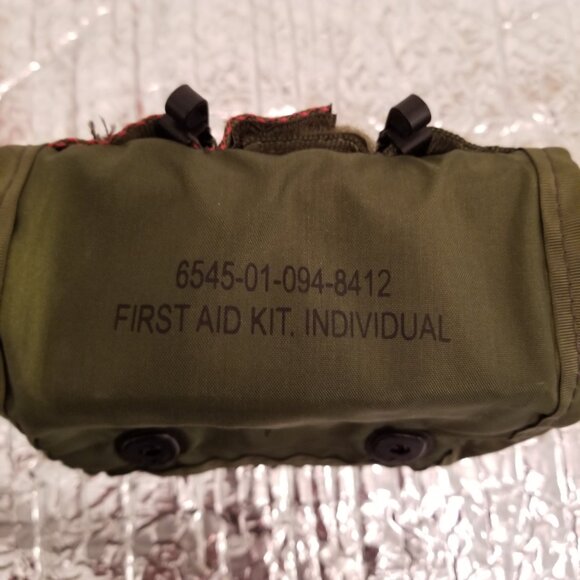 6545-01-094-8412
FIRST AID KIT, INDIVIDUAL